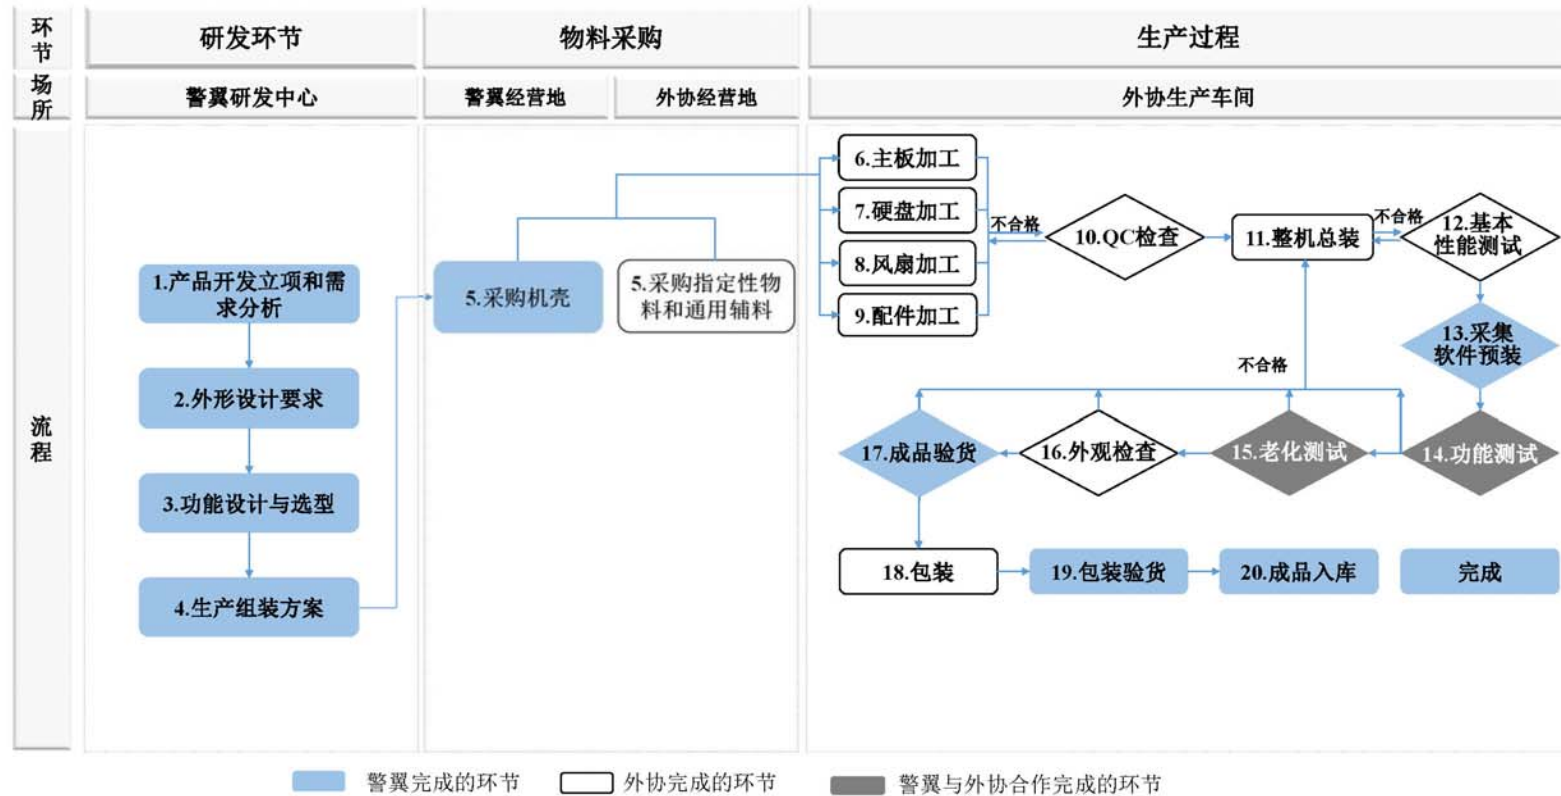 环节
研发环节
物料采购
生产过程
场所
警翼研发中心
警翼经营地
外协经营地
外协生产车间
流程
1.产品开发立项和需
求分析
2.外形设计要求
3.功能设计与选型
4.生产组装方案
5.采购机壳
5.采购指定性物
料和通用辅料
6.主板加工
7.硬盘加工
8.风扇加工
9.配件加工
不合格
10.QC检查
11.整机总装
不合格
12.基本
性能测试
13.采集
软件预装
不合格
14.功能测试
15.老化测试
16.外观检查
17.成品验货
18.包装
19.包装验货
20.成品入库
完成
警翼完成的环节
外协完成的环节
警翼与外协合作完成的环节